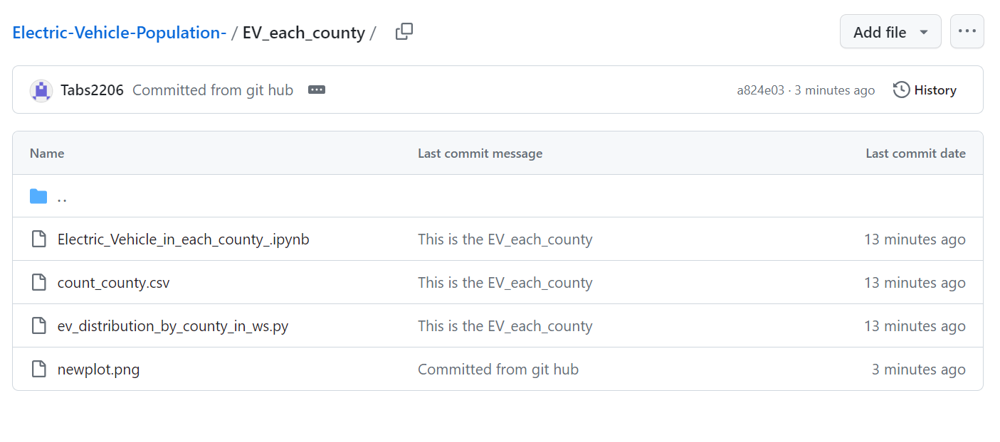 Electric-Vehicle-Population- / EV_each_county /
Add file
Tabs2206 Committed from git hub
a824e03 · 3 minutes ago History
Name Last commit message Last commit date
..
Electric_Vehicle_in_each_county_.ipynb This is the EV_each_county 13 minutes ago
count_county.csv This is the EV_each_county 13 minutes ago
ev_distribution_by_county_in_ws.py This is the EV_each_county 13 minutes ago
newplot.png Committed from git hub 3 minutes ago